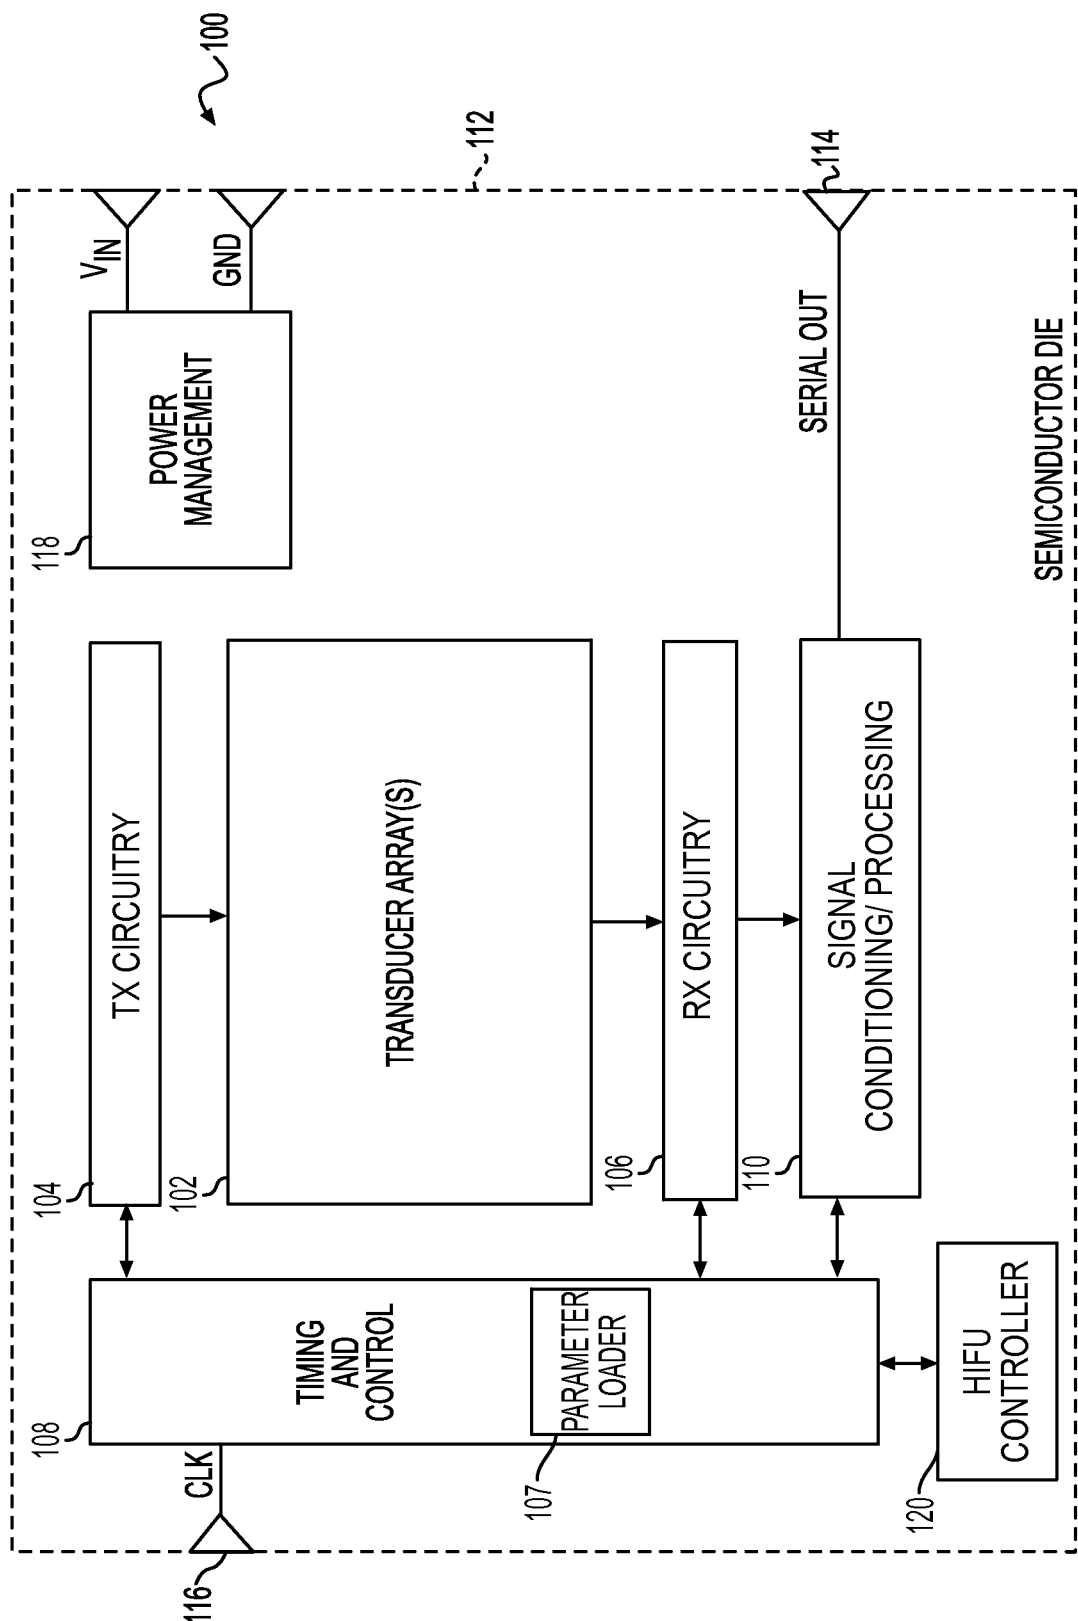 100
112
114
V_IN
GND
118
POWER
MANAGEMENT
SERIAL OUT
SEMICONDUCTOR DIE
104
TX CIRCUITRY
102
TRANSDUCER ARRAY(S)
106
RX CIRCUITRY
110
SIGNAL
CONDITIONING/ PROCESSING
108
TIMING
AND
CONTROL
PARAMETER
LOADER
107
CLK
116
120
HIFU
CONTROLLER